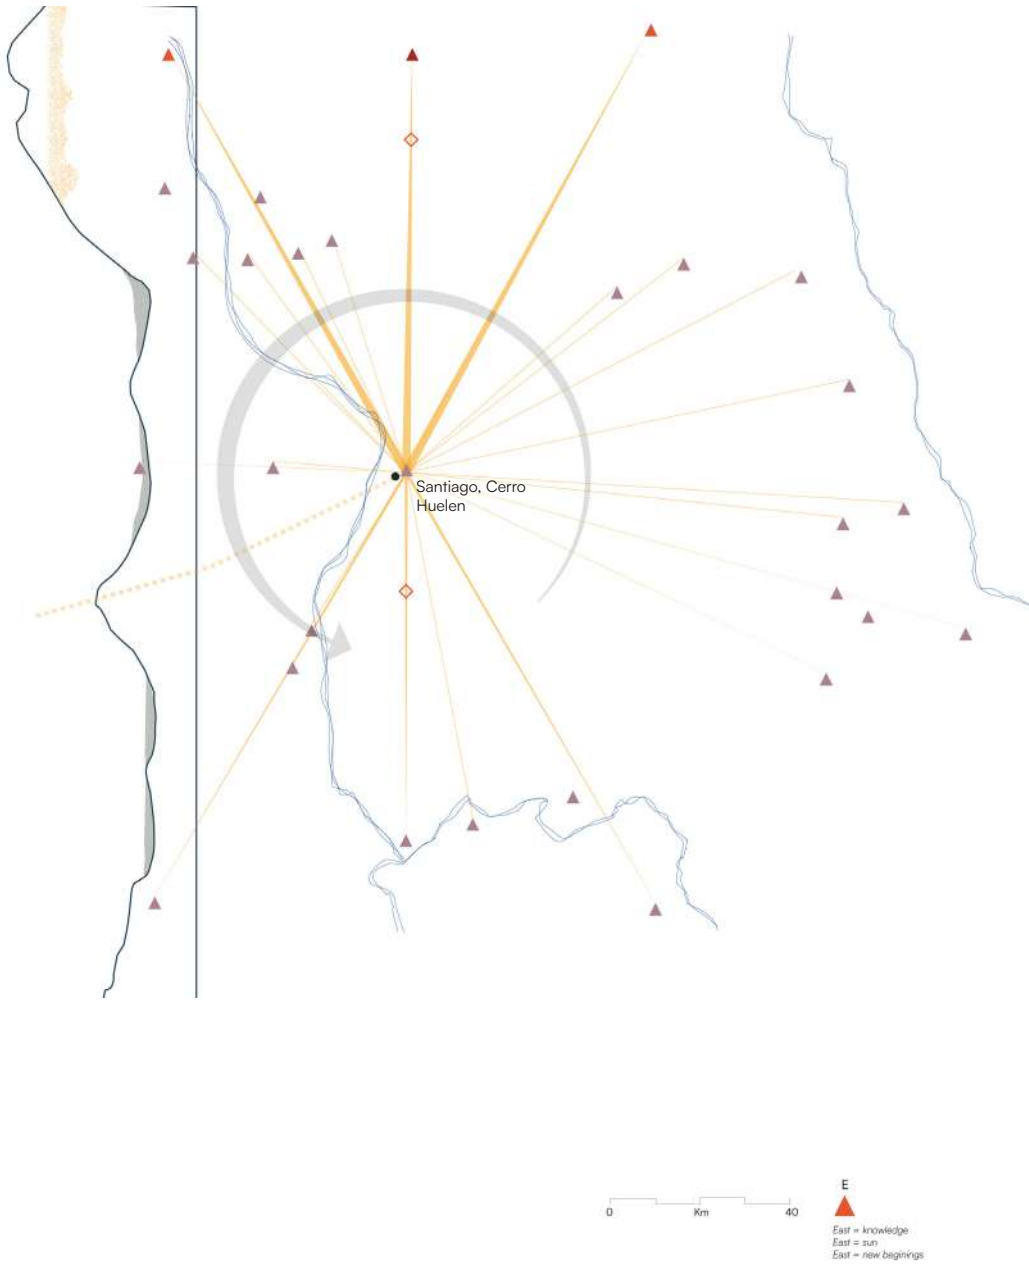 Santiago, Cerro
Huelen
E
0 Km 40
East = knowledge
East = sun
East = new beginings